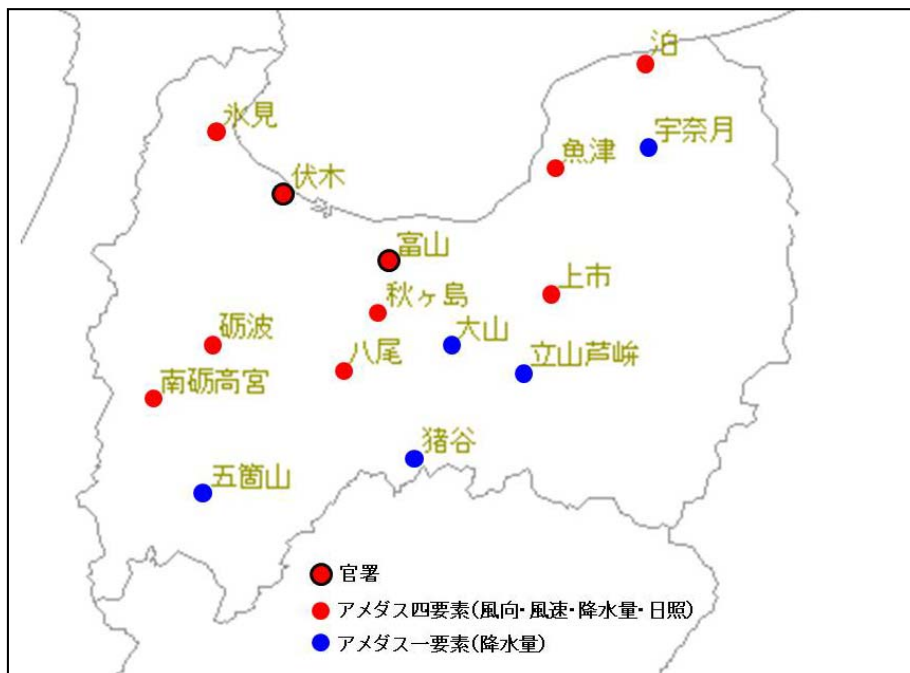 泊
氷見
宇奈月
魚津
伏木
富山
上市
秋ヶ島
砺波
大山
八尾
立山芦峅
南砺高宮
猪谷
五箇山
官署
アメダス四要素(風向・風速・降水量・日照)
アメダス一要素(降水量)